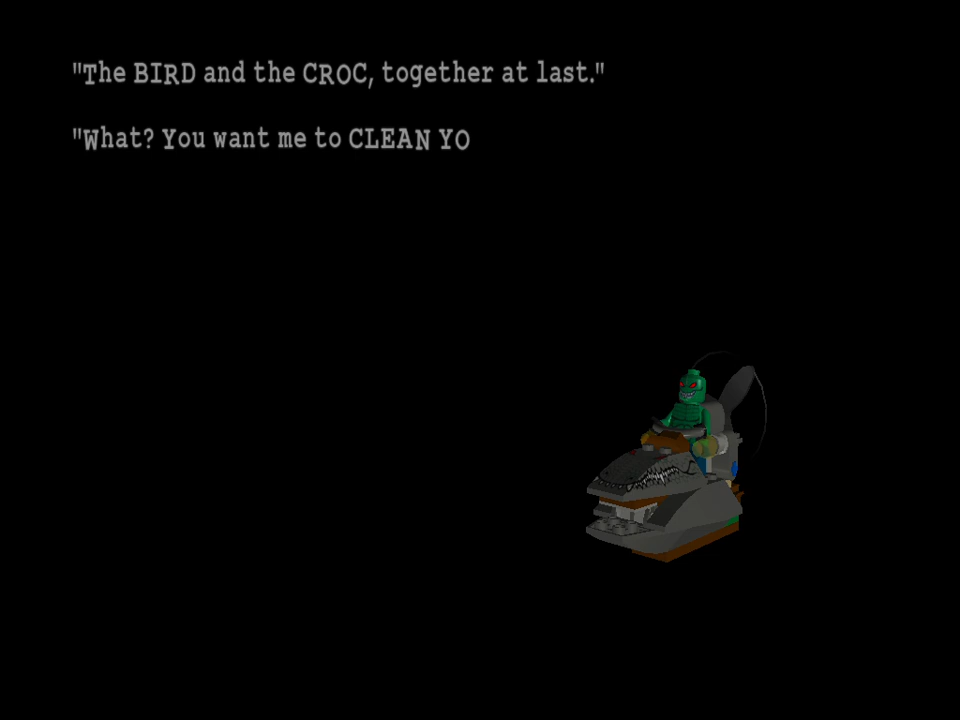 "The BIRD and the CROC, together at last."
"What? You want me to CLEAN YO